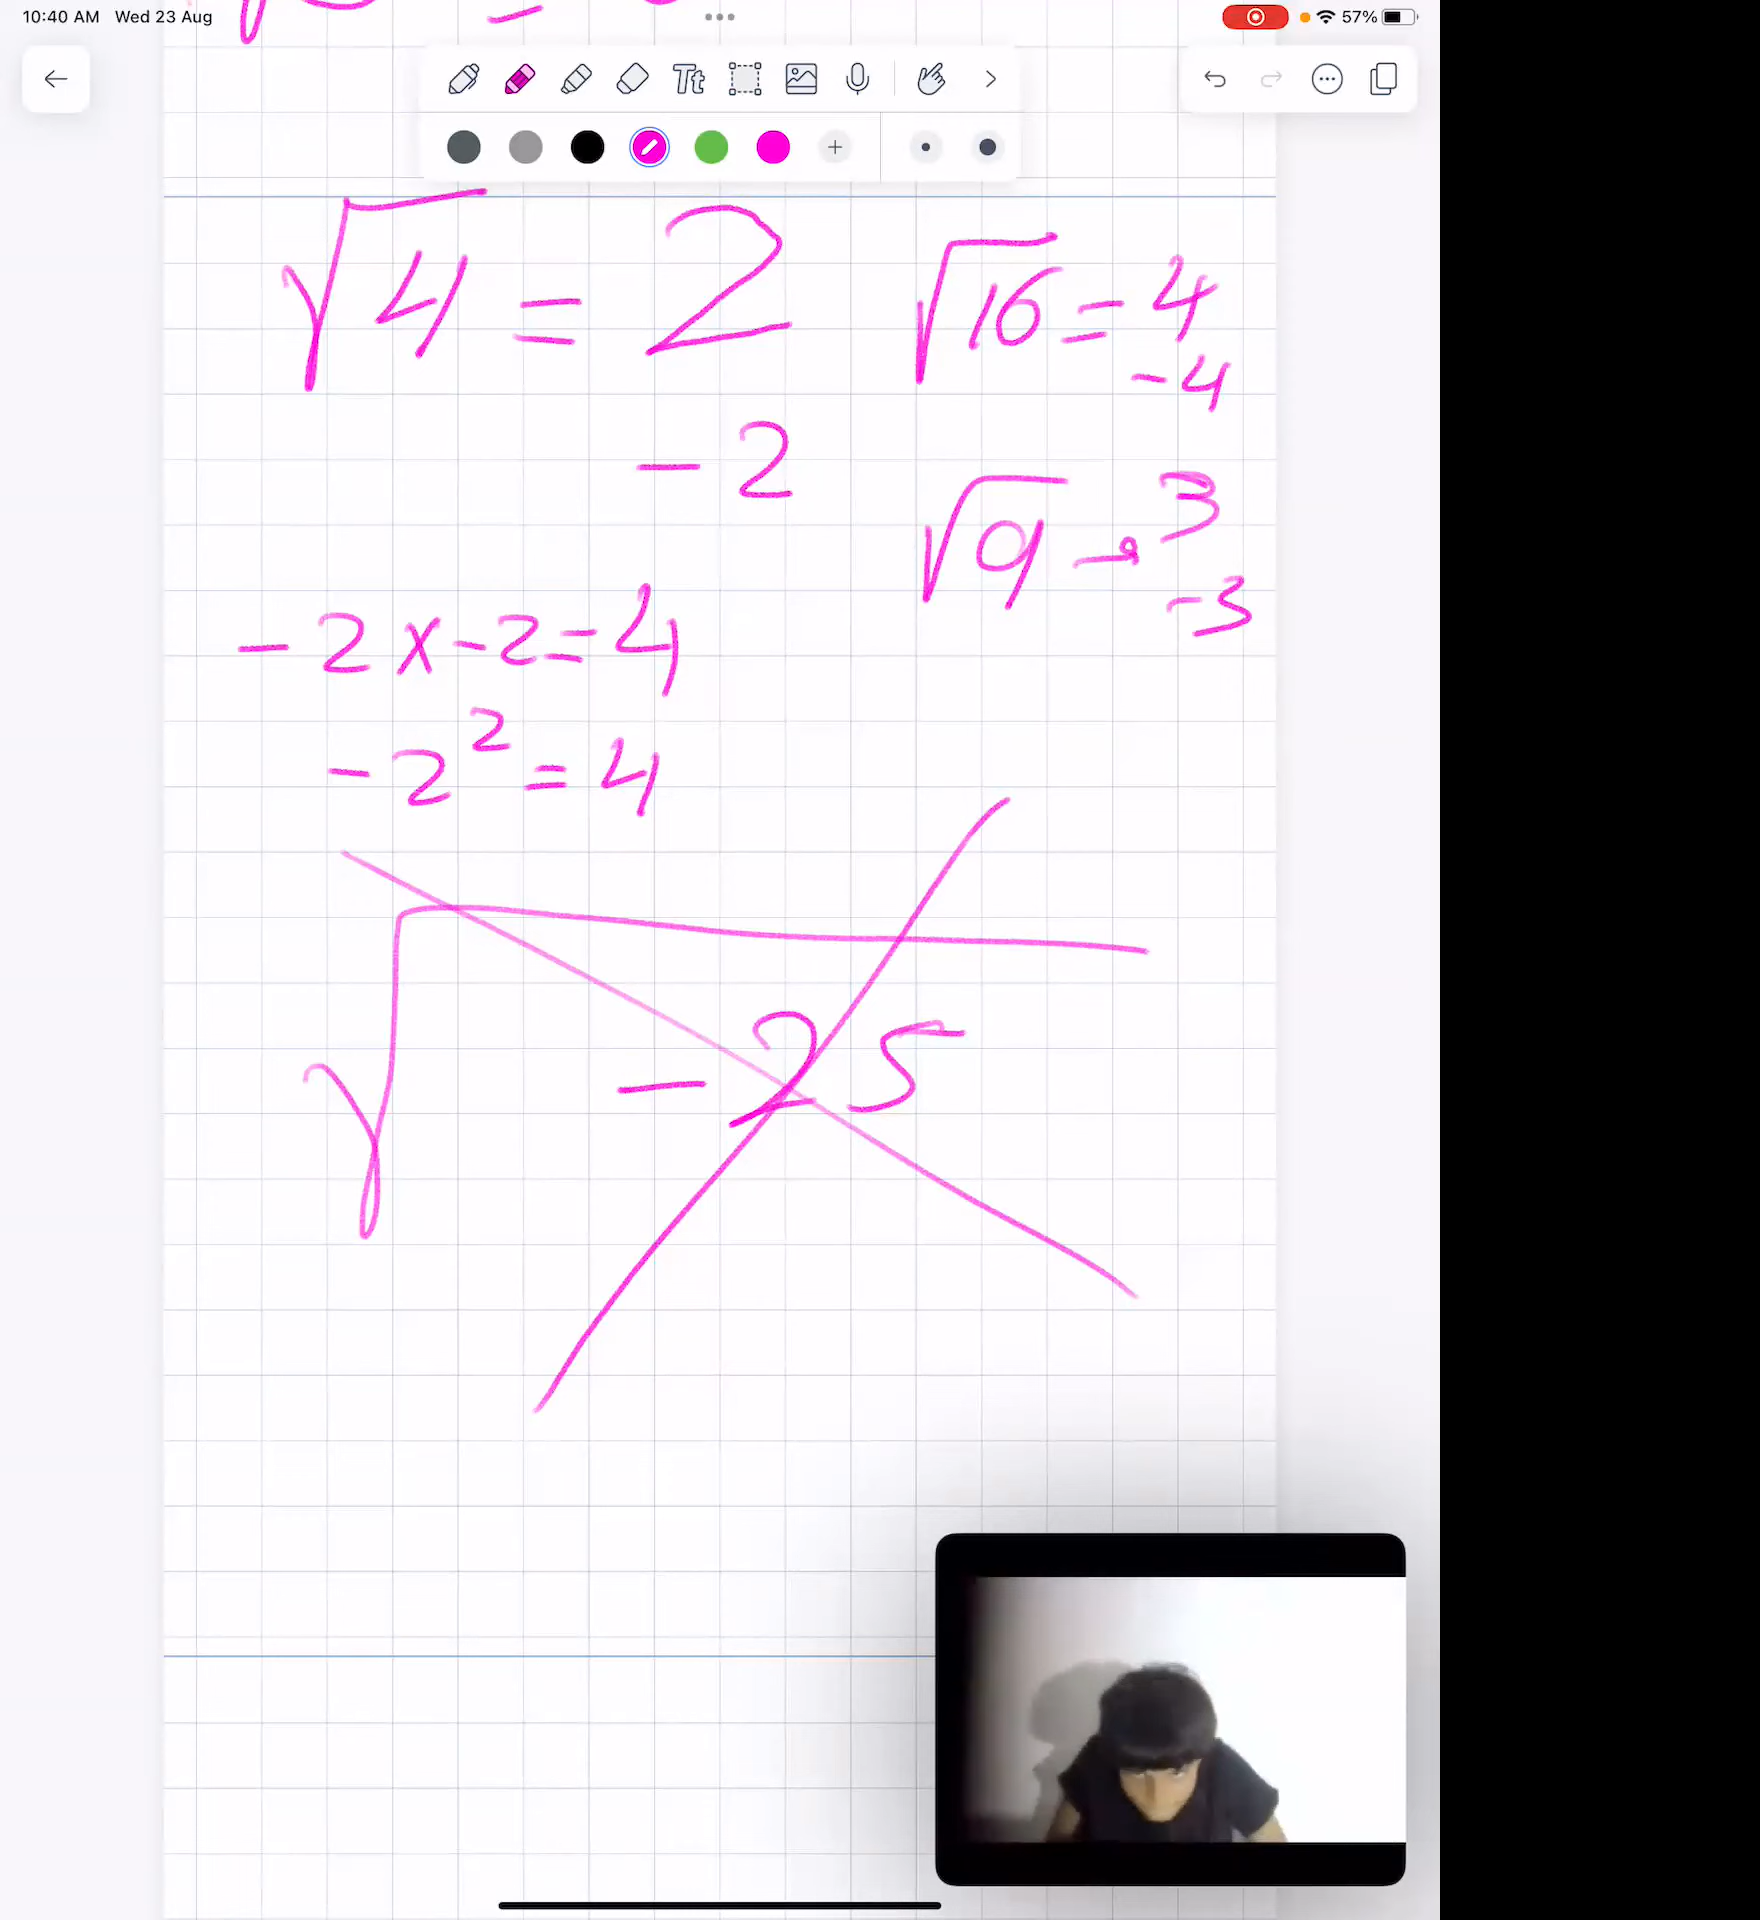 10:40 AM Wed 23 Aug
57%
Tt
√4 = 2
-2
√16 = 4
-4
√9 → 3
-3
-2 x -2 = 4
-2² = 4
√-25